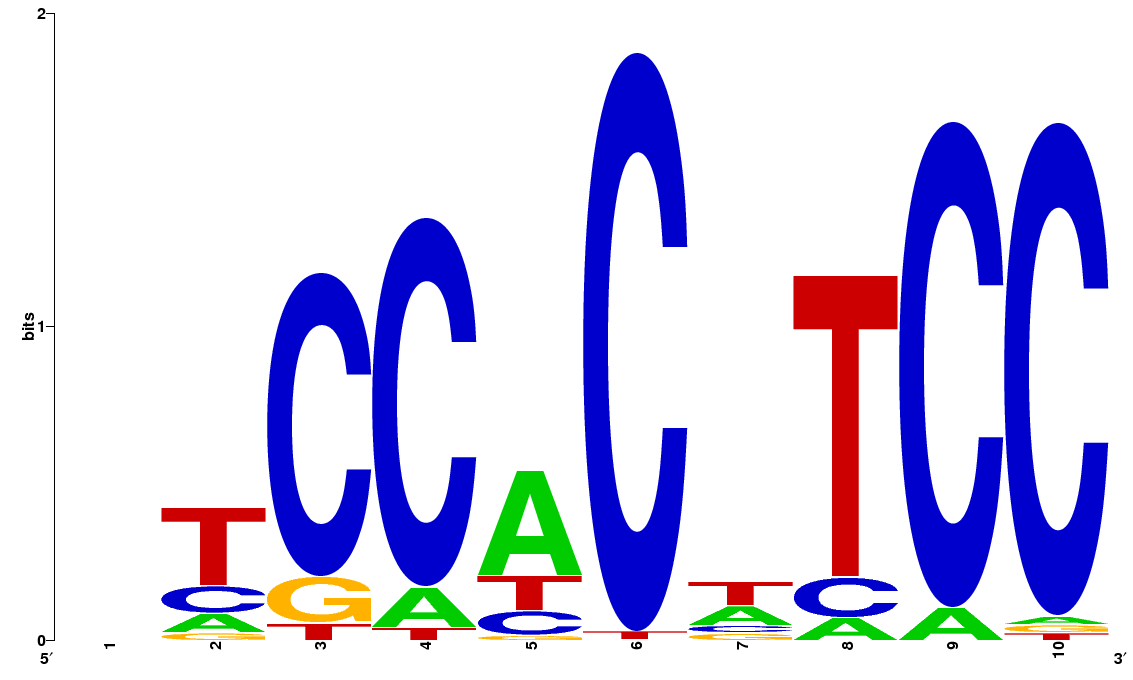 2
bits
1
0
5′
1 2 3 4 5 6 7 8 9 10
3′
T C A G
C G T
C A T
A T C G
C T
T A C G
T C A
C A
C A G T